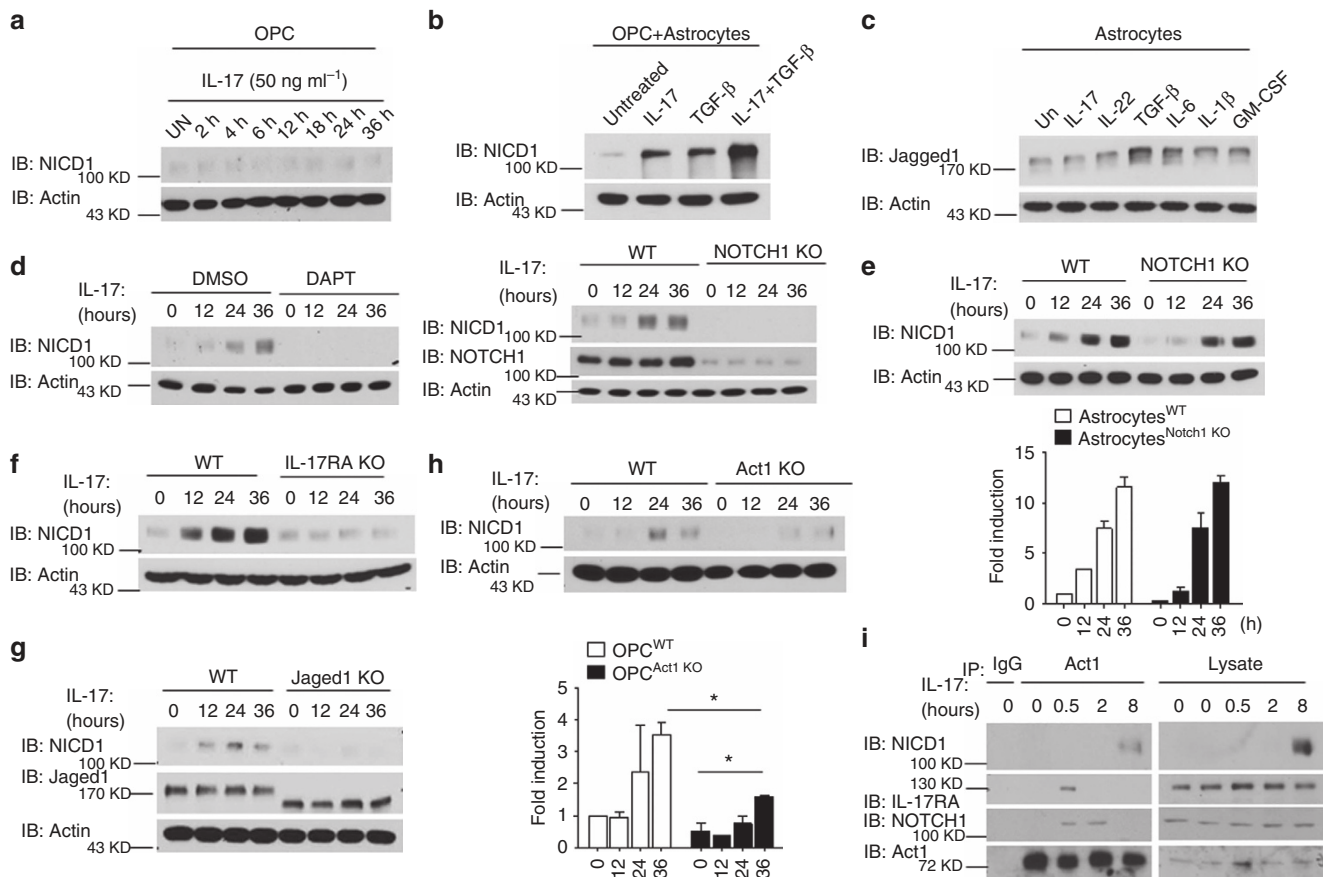 a
OPC
IL-17 (50 ng ml⁻¹)
UN 2 h 4 h 6 h 12 h 18 h 24 h 36 h
IB: NICD1
100 KD
IB: Actin
43 KD
b
OPC+Astrocytes
Untreated IL-17 TGF-β IL-17+TGF-β
IB: NICD1
100 KD
IB: Actin
43 KD
c
Astrocytes
Un IL-17 IL-22 TGF-β IL-6 IL-1β GM-CSF
IB: Jagged1
170 KD
IB: Actin
43 KD
d
DMSO DAPT
IL-17:
(hours)
0 12 24 36 0 12 24 36
IB: NICD1
100 KD
IB: Actin
43 KD
WT NOTCH1 KO
IL-17:
(hours)
0 12 24 36 0 12 24 36
IB: NICD1
100 KD
IB: NOTCH1
100 KD
IB: Actin
43 KD
e
WT NOTCH1 KO
IL-17:
(hours)
0 12 24 36 0 12 24 36
IB: NICD1
100 KD
IB: Actin
43 KD
Astrocytes^WT
Astrocytes^Notch1 KO
Fold induction
15
10
5
0
0 12 24 36 0 12 24 36 (h)
f
WT IL-17RA KO
IL-17:
(hours)
0 12 24 36 0 12 24 36
IB: NICD1
100 KD
IB: Actin
43 KD
h
WT Act1 KO
IL-17:
(hours)
0 12 24 36 0 12 24 36
IB: NICD1
100 KD
IB: Actin
43 KD
OPC^WT
OPC^Act1 KO
Fold induction
5
4
3
2
1
0
* *
0 12 24 36 0 12 24 36
g
WT Jaged1 KO
IL-17:
(hours)
0 12 24 36 0 12 24 36
IB: NICD1
100 KD
IB: Jaged1
170 KD
IB: Actin
43 KD
i
IP: IgG Act1 Lysate
IL-17:
(hours)
0 0 0.5 2 8 0 0 0.5 2 8
IB: NICD1
100 KD
130 KD
IB: IL-17RA
IB: NOTCH1
100 KD
IB: Act1
72 KD